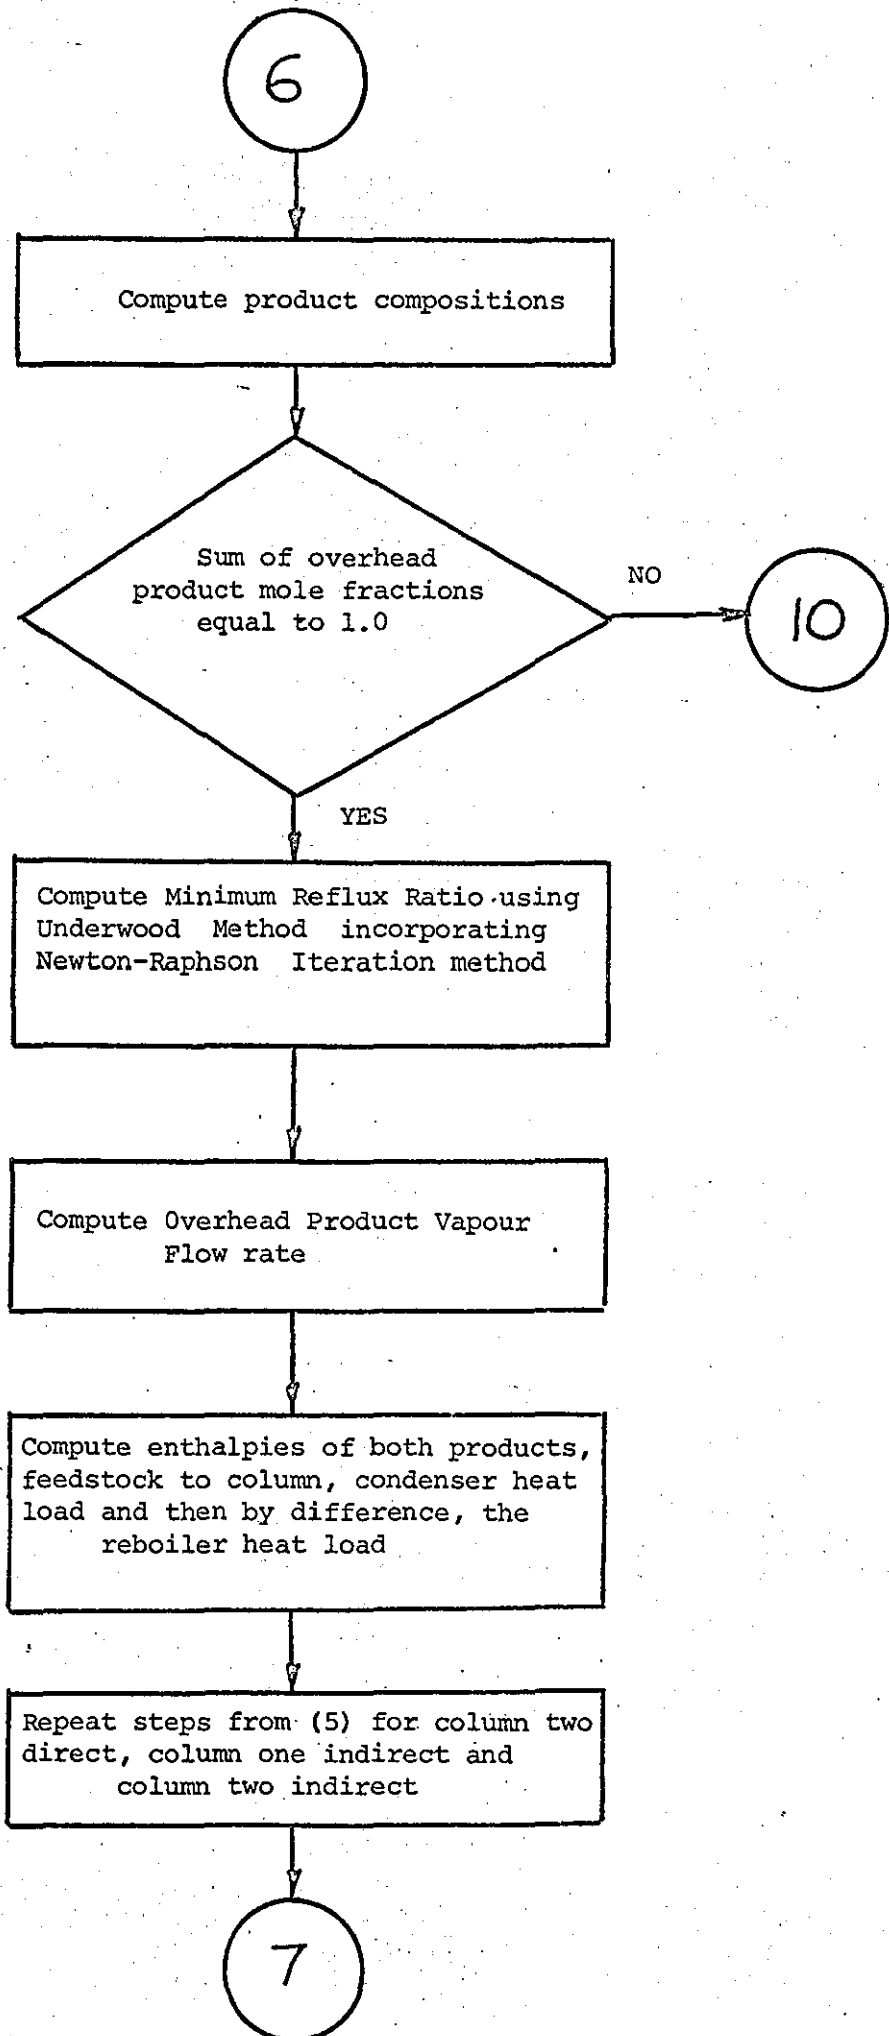 6
Compute product compositions
Sum of overhead
product mole fractions
equal to 1.0
NO
10
YES
Compute Minimum Reflux Ratio using
Underwood Method incorporating
Newton-Raphson Iteration method
Compute Overhead Product Vapour
Flow rate
Compute enthalpies of both products,
feedstock to column, condenser heat
load and then by difference, the
reboiler heat load
Repeat steps from (5) for column two
direct, column one indirect and
column two indirect
7